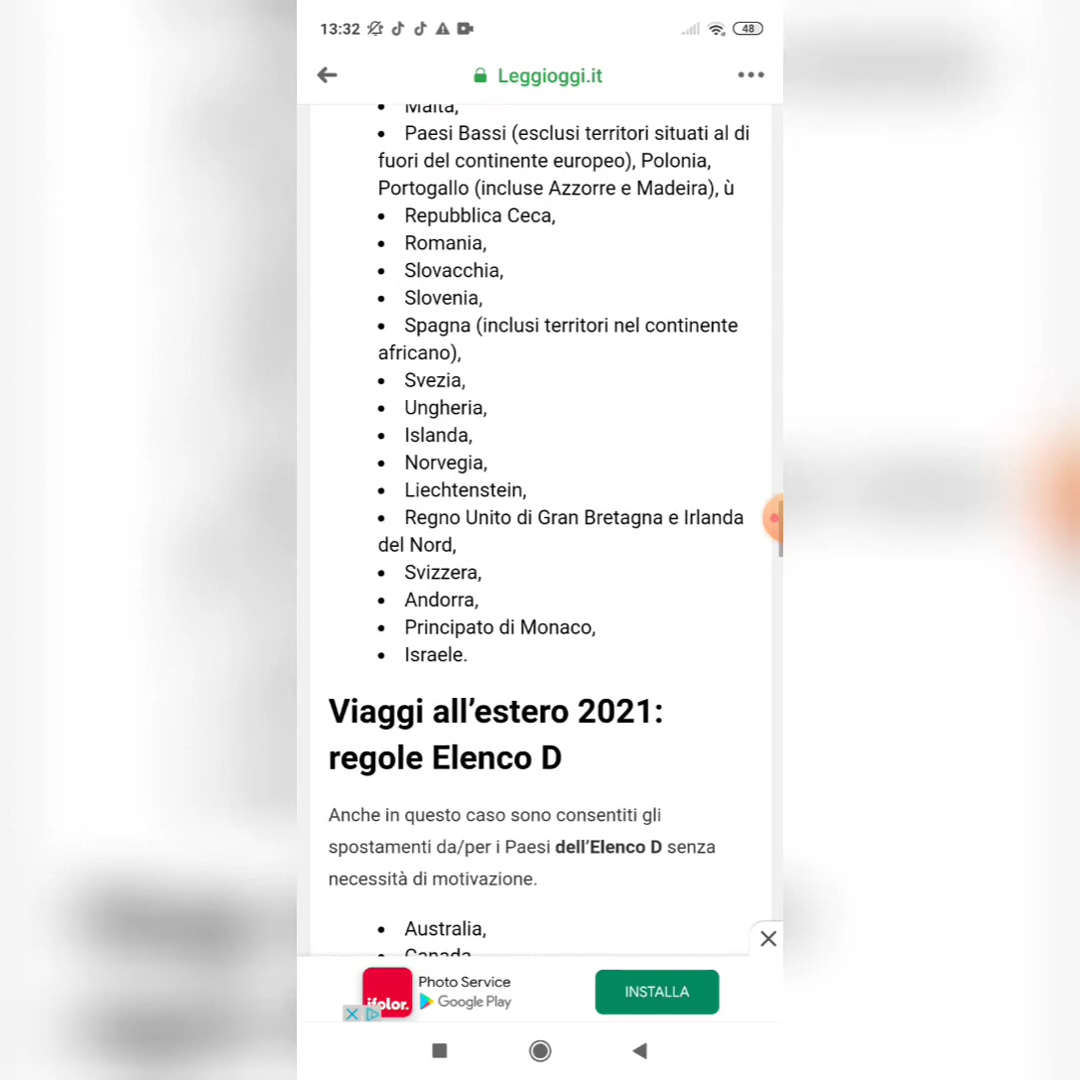 13:32
48
Leggioggi.it
Malta,
Paesi Bassi (esclusi territori situati al di
fuori del continente europeo), Polonia,
Portogallo (incluse Azzorre e Madeira), ù
Repubblica Ceca,
Romania,
Slovacchia,
Slovenia,
Spagna (inclusi territori nel continente
africano),
Svezia,
Ungheria,
Islanda,
Norvegia,
Liechtenstein,
Regno Unito di Gran Bretagna e Irlanda
del Nord,
Svizzera,
Andorra,
Principato di Monaco,
Israele.
Viaggi all’estero 2021:
regole Elenco D
Anche in questo caso sono consentiti gli
spostamenti da/per i Paesi dell’Elenco D senza
necessità di motivazione.
Australia,
Canada
ifolor.
Photo Service
Google Play
INSTALLA